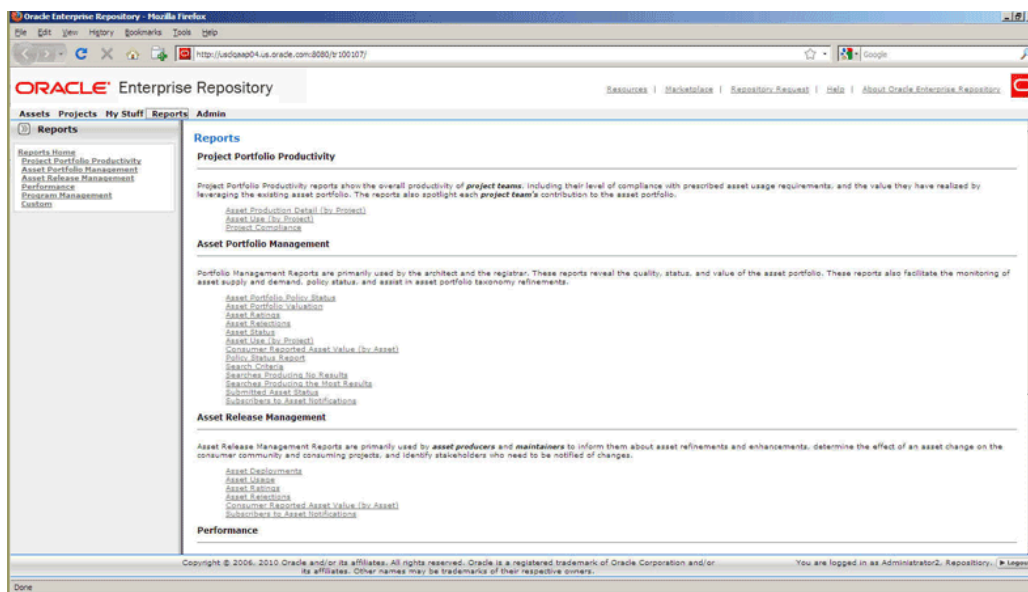 Oracle Enterprise Repository - Mozilla Firefox
File Edit View History Bookmarks Tools Help
http://usdqaap04.us.oracle.com:8080/tr100107/
Google
ORACLE Enterprise Repository
Resources | Marketplace | Repository Request | Help | About Oracle Enterprise Repository
Assets Projects My Stuff Reports Admin
Reports
Reports Home
Project Portfolio Productivity
Asset Portfolio Management
Asset Release Management
Performance
Program Management
Custom
Reports
Project Portfolio Productivity
Project Portfolio Productivity reports show the overall productivity of project teams, including their level of compliance with prescribed asset usage requirements, and the value they have realized by
leveraging the existing asset portfolio. The reports also spotlight each project team's contribution to the asset portfolio.
Asset Production Detail (by Project)
Asset Use (by Project)
Project Compliance
Asset Portfolio Management
Portfolio Management Reports are primarily used by the architect and the registrar. These reports reveal the quality, status, and value of the asset portfolio. These reports also facilitate the monitoring of
asset supply and demand, policy status, and assist in asset portfolio taxonomy refinements.
Asset Portfolio Policy Status
Asset Portfolio Valuation
Asset Ratings
Asset Rejections
Asset Status
Asset Use (by Project)
Consumer Reported Asset Value (by Asset)
Policy Status Report
Search Criteria
Searches Producing No Results
Searches Producing the Most Results
Submitted Asset Status
Subscribers to Asset Notifications
Asset Release Management
Asset Release Management Reports are primarily used by asset producers and maintainers to inform them about asset refinements and enhancements, determine the effect of an asset change on the
consumer community and consuming projects, and identify stakeholders who need to be notified of changes.
Asset Deployments
Asset Usage
Asset Ratings
Asset Rejections
Consumer Reported Asset Value (by Asset)
Subscribers to Asset Notifications
Performance
Copyright © 2006, 2010 Oracle and/or its affiliates. All rights reserved. Oracle is a registered trademark of Oracle Corporation and/or
its affiliates. Other names may be trademarks of their respective owners.
You are logged in as Administrator2, Repository.
Done